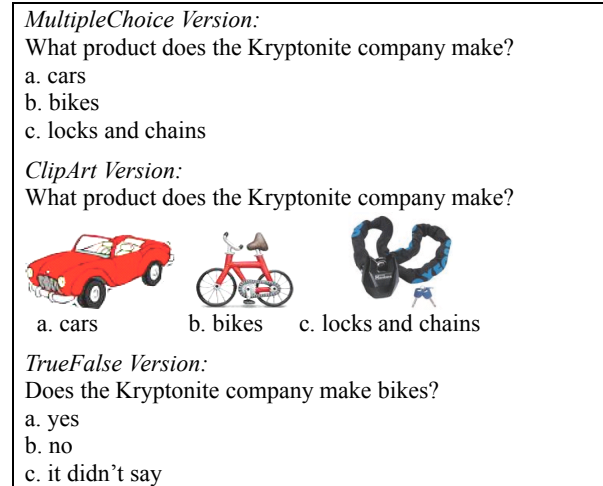 MultipleChoice Version:
What product does the Kryptonite company make?
a. cars
b. bikes
c. locks and chains
ClipArt Version:
What product does the Kryptonite company make?
a. cars b. bikes c. locks and chains
TrueFalse Version:
Does the Kryptonite company make bikes?
a. yes
b. no
c. it didn’t say